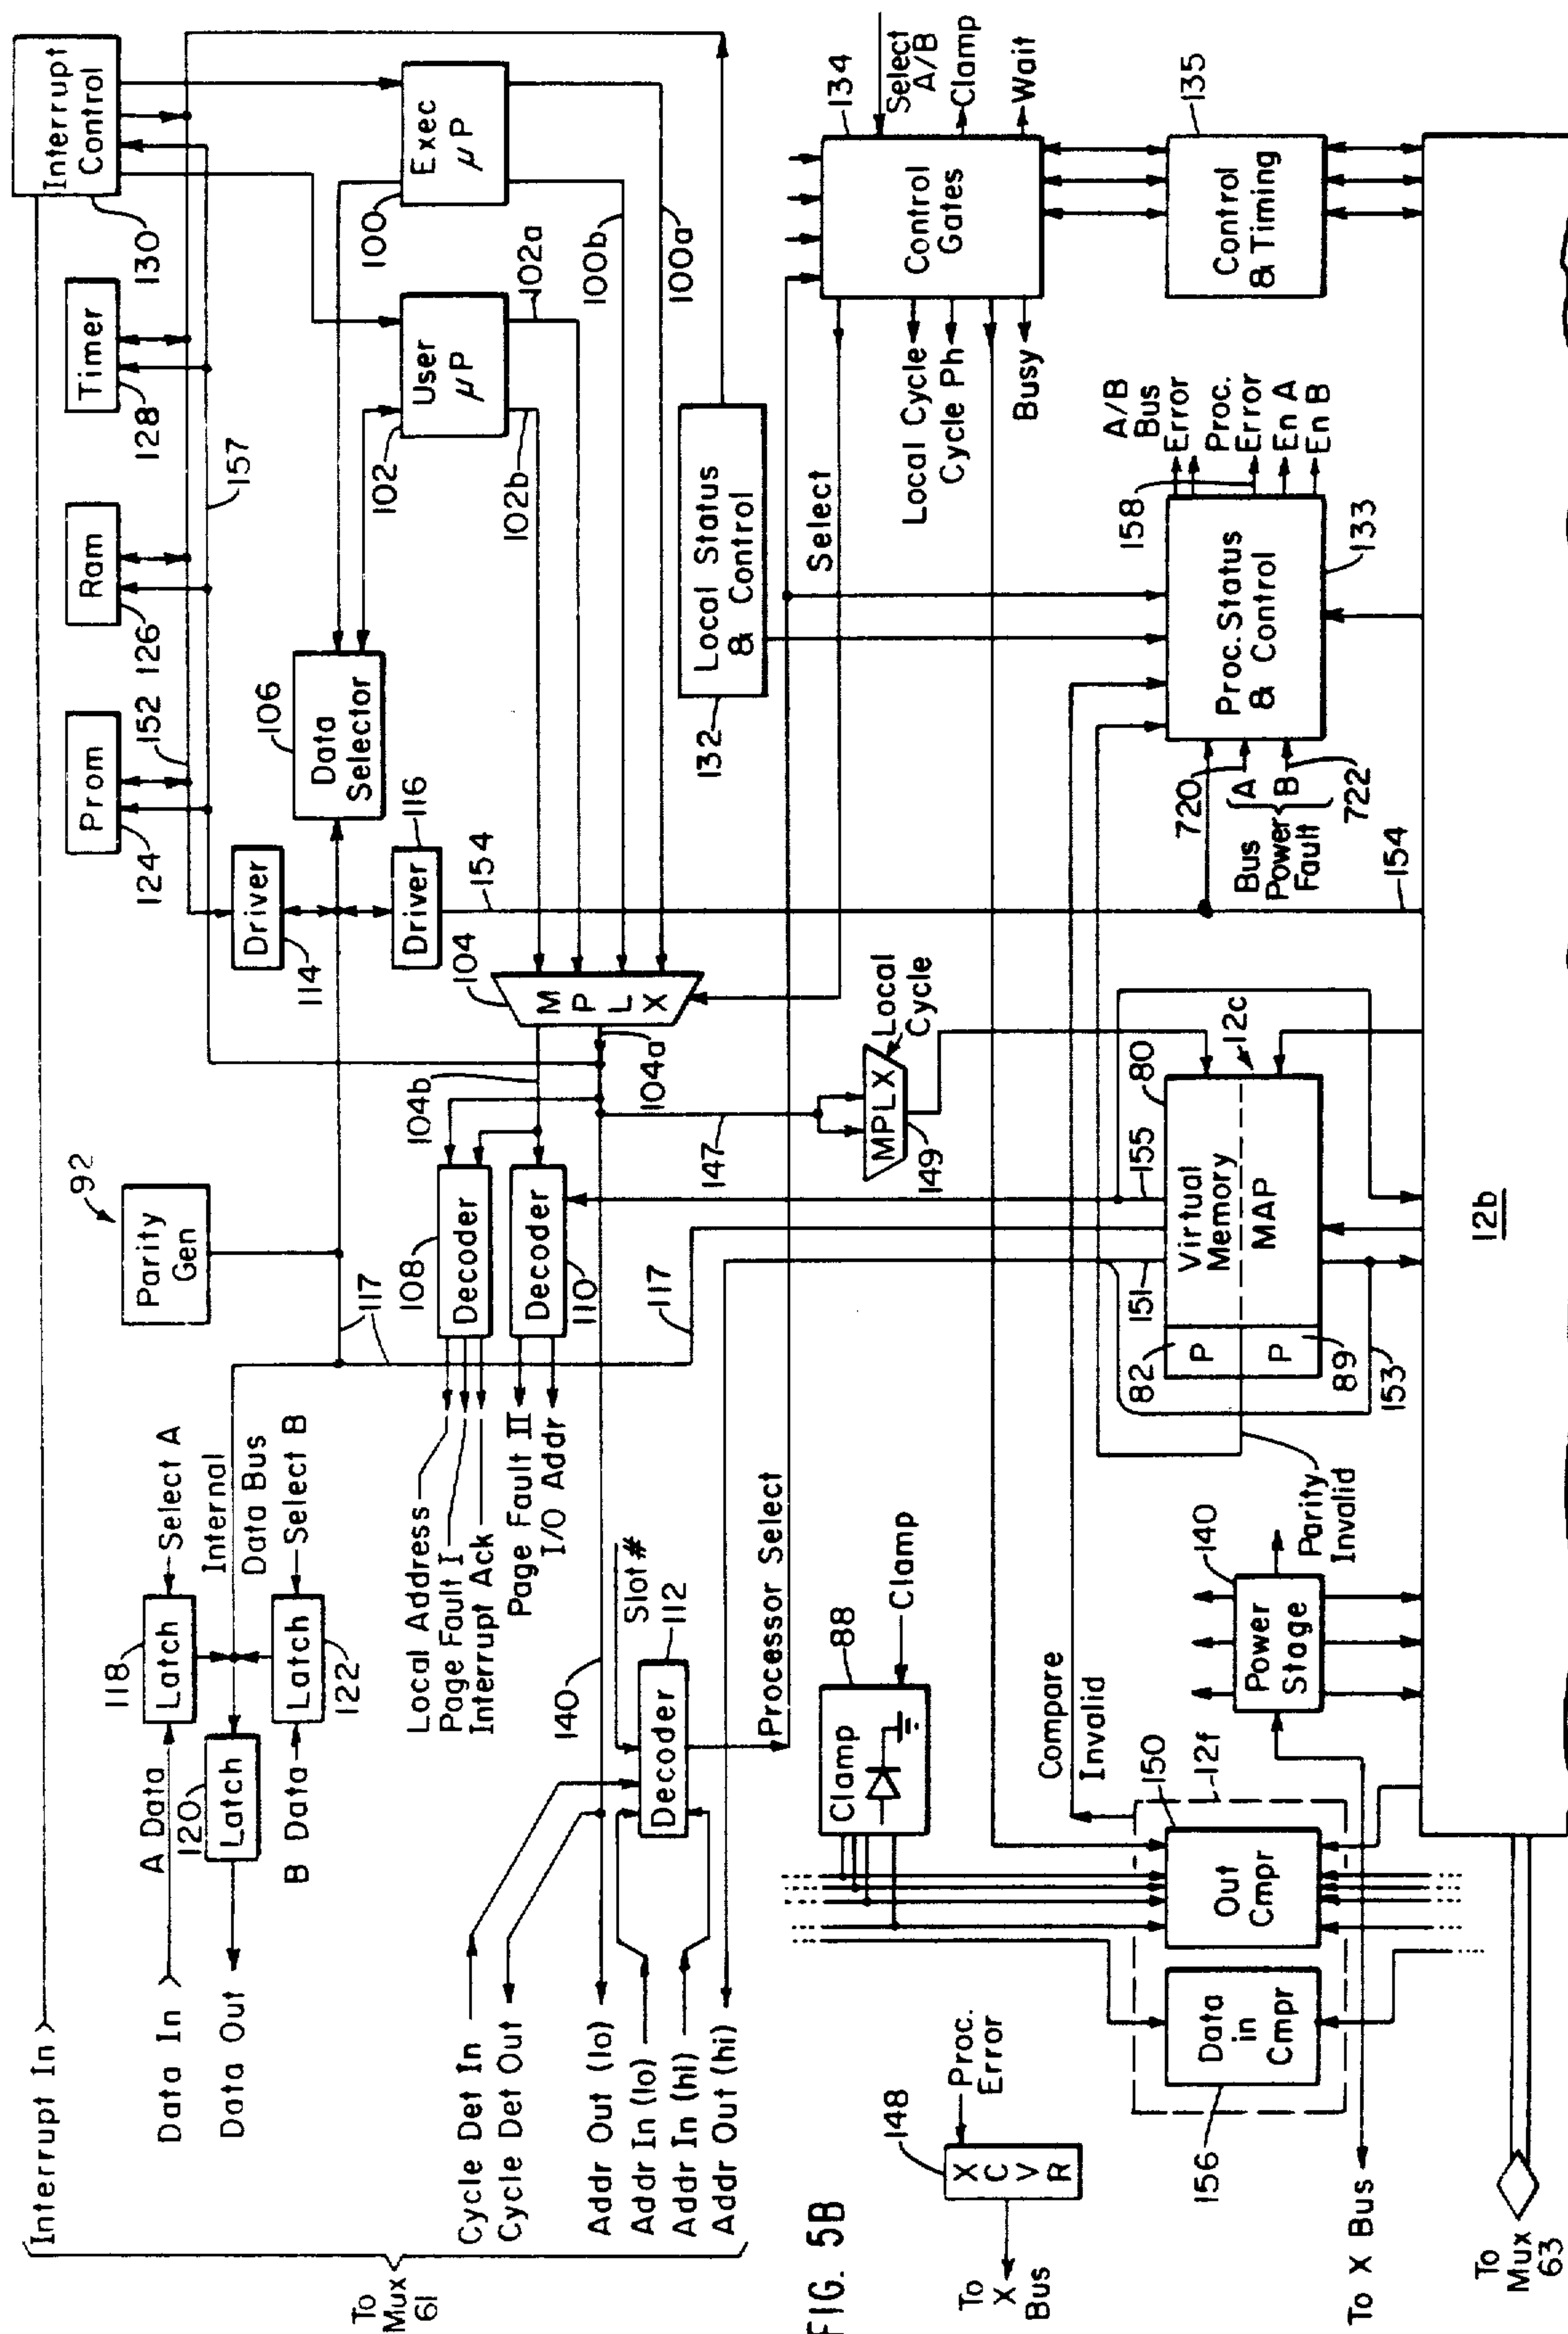 Interrupt In
Interrupt
Control
130
Timer
128
Ram
126
157
Prom
124
152
Parity
Gen
92
A Data
118
Latch
Select A
Data In
Data Out
120
Latch
Internal
Data Bus
B Data
Latch
122
Select B
117
Driver
114
Data
Selector
106
Driver
116
154
User
μP
102
102a
102b
Exec
μP
100
100b
100a
104
M
P
L
X
104b
104a
108
Decoder
Decoder
110
Local Address
Page Fault I
Interrupt Ack
Page Fault II
I/O Addr
117
Cycle Det In
Cycle Det Out
Addr Out (lo)
Addr In (lo)
Addr In (hi)
Addr Out (hi)
To
Mux
61
140
Slot #
112
Decoder
Processor Select
147
MPLX
149
Local
Cycle
Local Status
& Control
132
Select
134
Control
Gates
Select
A/B
Clamp
Wait
Local Cycle
Cycle Ph
Busy
FIG. 5B
To
X
Bus
148
X
C
V
R
Proc.
Error
Clamp
88
Clamp
Compare
Invalid
150
12f
Out
Cmpr
Data
in
Cmpr
156
Power
Stage
140
Parity
Invalid
82
P
P
89
153
151
155
Virtual
Memory
MAP
80
12c
Proc. Status
& Control
133
158
A/B
Bus
Error
Proc.
Error
En A
En B
720
A
B
722
Bus
Power
Fault
154
Control
& Timing
135
To X Bus
To
Mux
63
12b